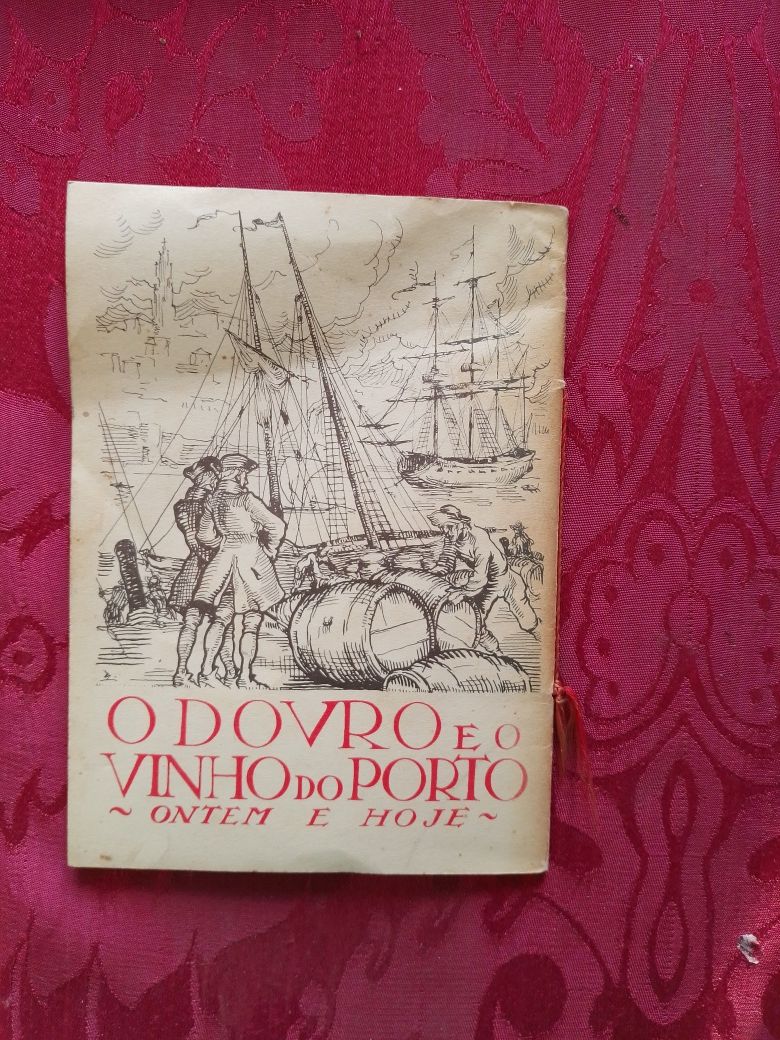 O DOVRO E O
VINHO DO PORTO
~ ONTEM E HOJE ~